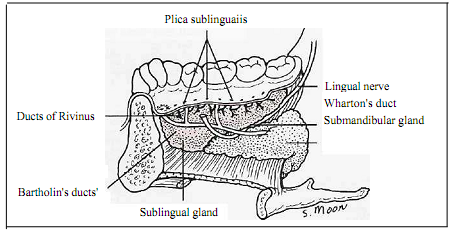 Plica sublinguaiis
Lingual nerve
Wharton's duct
Ducts of Rivinus
Submandibular gland
Bartholin's ducts'
Sublingual gland
S. MOON